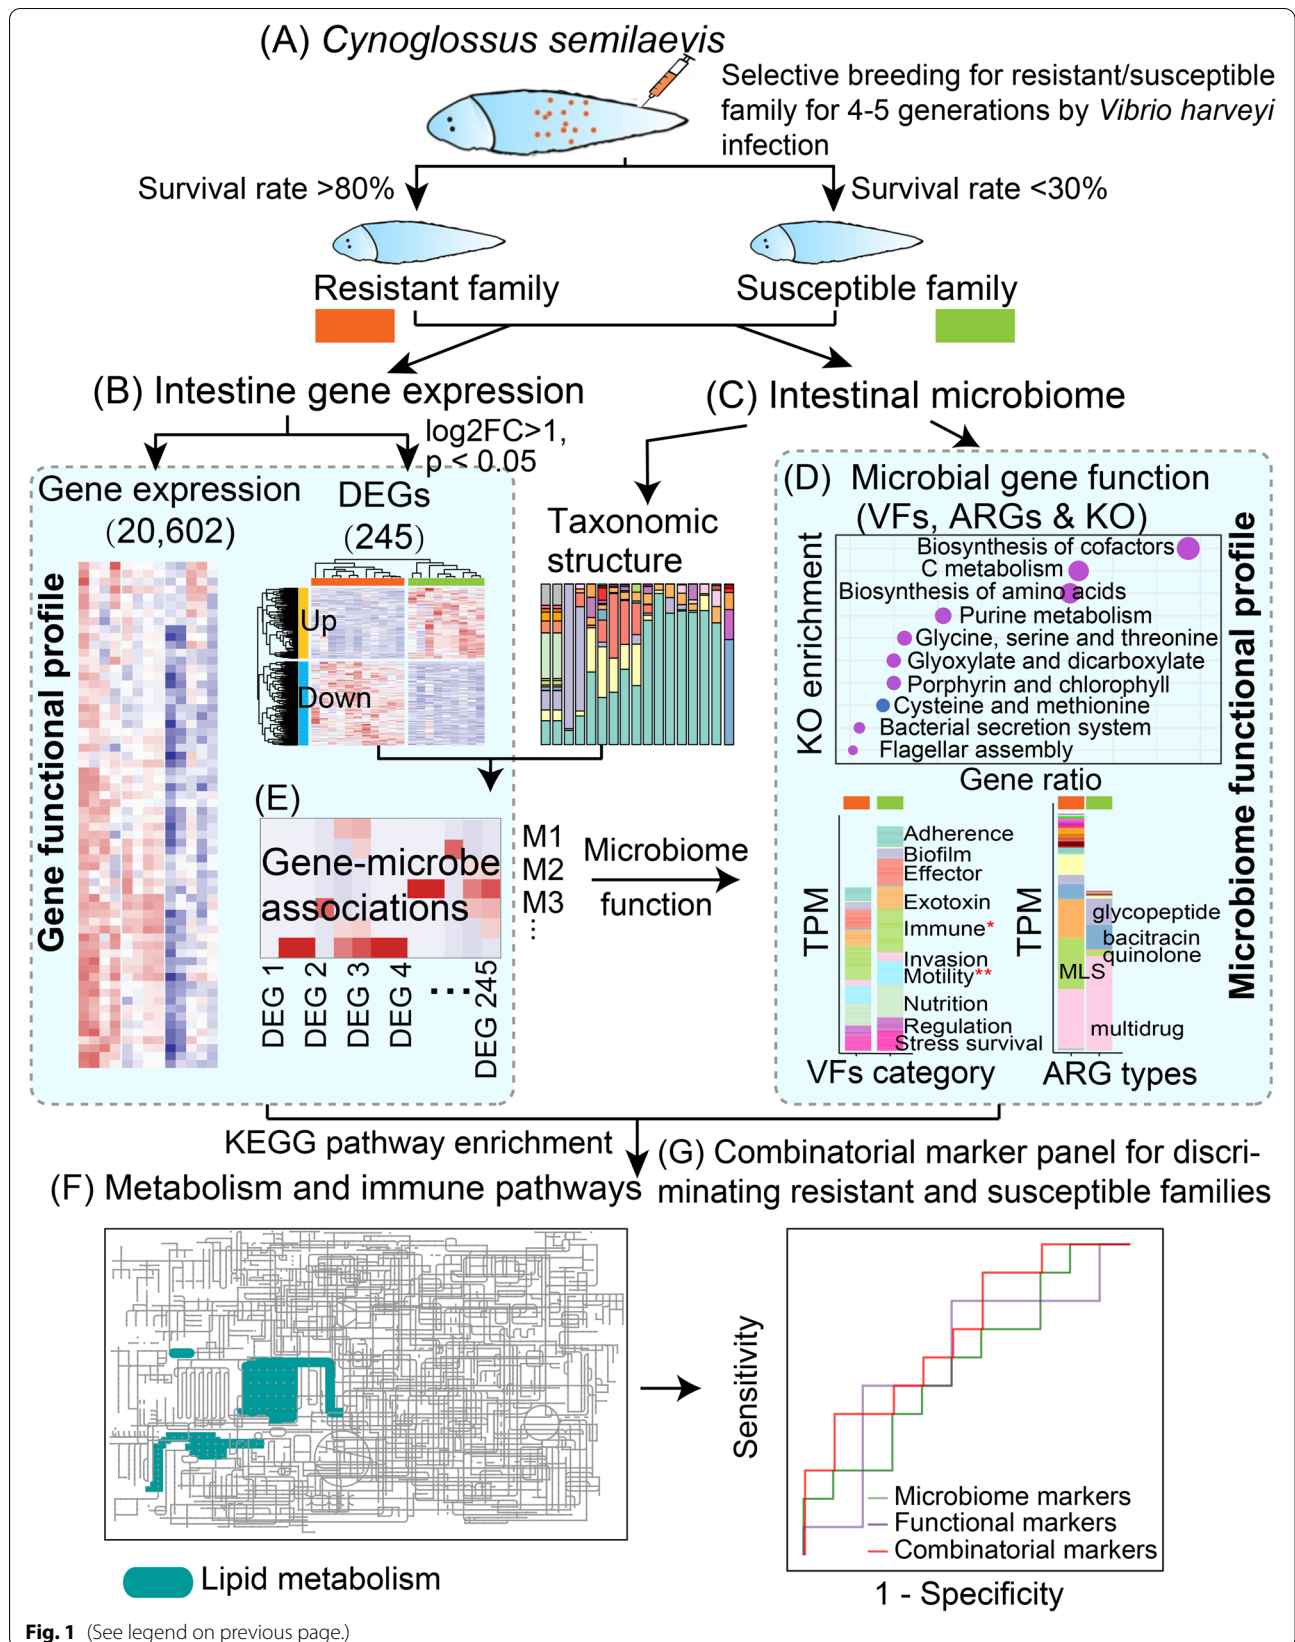 (A) Cynoglossus semilaevis
Selective breeding for resistant/susceptible
family for 4-5 generations by Vibrio harveyi
infection
Survival rate >80%
Survival rate <30%
Resistant family
Susceptible family
(B) Intestine gene expression
(C) Intestinal microbiome
log2FC>1,
p < 0.05
Gene expression
(20,602)
DEGs
(245)
Gene functional profile
Up
Down
Taxonomic
structure
(D) Microbial gene function
(VFs, ARGs & KO)
KO enrichment
Biosynthesis of cofactors
C metabolism
Biosynthesis of amino acids
Purine metabolism
Glycine, serine and threonine
Glyoxylate and dicarboxylate
Porphyrin and chlorophyll
Cysteine and methionine
Bacterial secretion system
Flagellar assembly
Gene ratio
Microbiome functional profile
(E)
Gene-microbe
associations
M1
M2
M3
⋮
DEG 1
DEG 2
DEG 3
DEG 4
...
DEG 245
Microbiome
function
TPM
Adherence
Biofilm
Effector
Exotoxin
Immune*
Invasion
Motility**
Nutrition
Regulation
Stress survival
VFs category
TPM
glycopeptide
bacitracin
quinolone
MLS
multidrug
ARG types
KEGG pathway enrichment
(F) Metabolism and immune pathways
(G) Combinatorial marker panel for discri-
minating resistant and susceptible families
Lipid metabolism
Sensitivity
Microbiome markers
Functional markers
Combinatorial markers
1 - Specificity
Fig. 1 (See legend on previous page.)